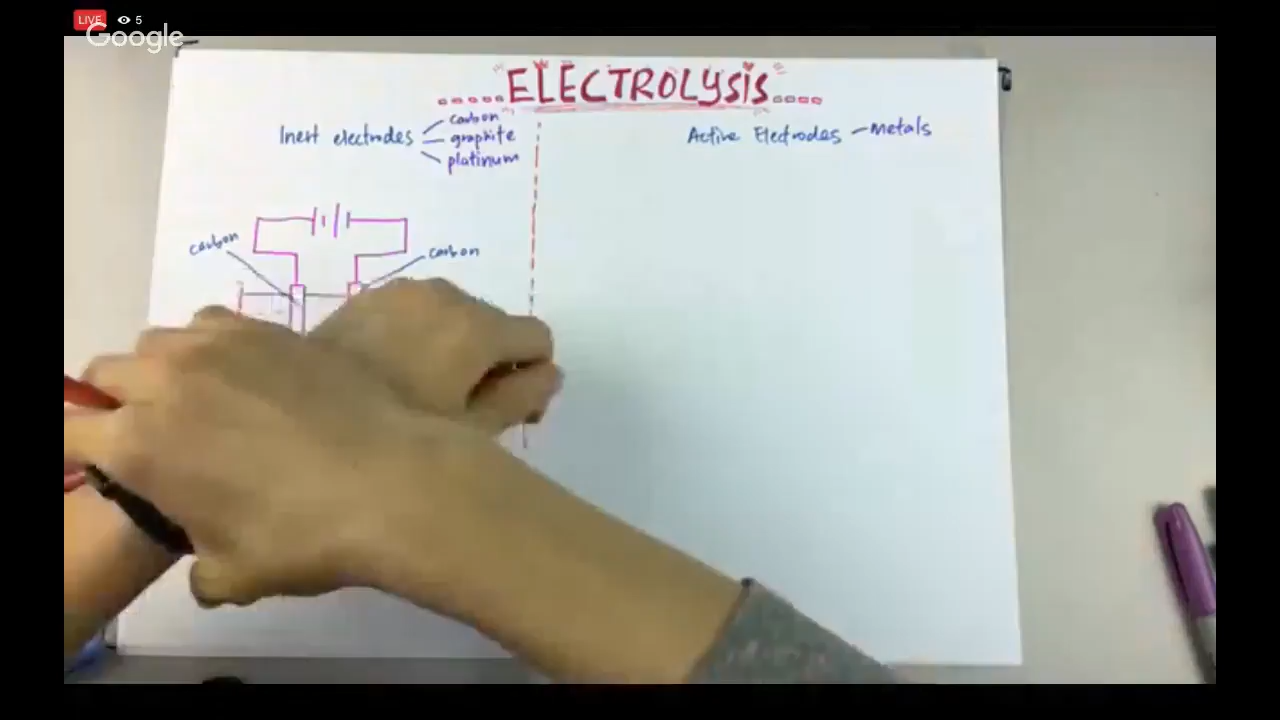 LIVE 5
Google
ELECTROLYSIS
Inert electrodes
carbon
graphite
platinum
Active Electrodes – metals
carbon
carbon